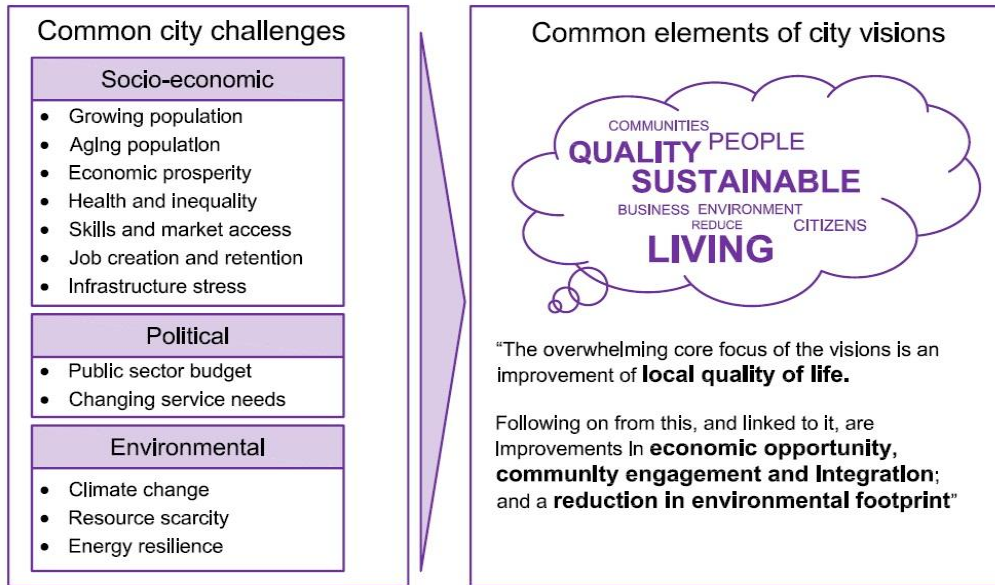 Common city challenges
Socio-economic
• Growing population
• Aging population
• Economic prosperity
• Health and inequality
• Skills and market access
• Job creation and retention
• Infrastructure stress
Political
• Public sector budget
• Changing service needs
Environmental
• Climate change
• Resource scarcity
• Energy resilience
Common elements of city visions
COMMUNITIES
QUALITY PEOPLE
SUSTAINABLE
BUSINESS ENVIRONMENT
REDUCE CITIZENS
LIVING
“The overwhelming core focus of the visions is an
improvement of local quality of life.
Following on from this, and linked to it, are
Improvements In economic opportunity,
community engagement and Integration;
and a reduction in environmental footprint”